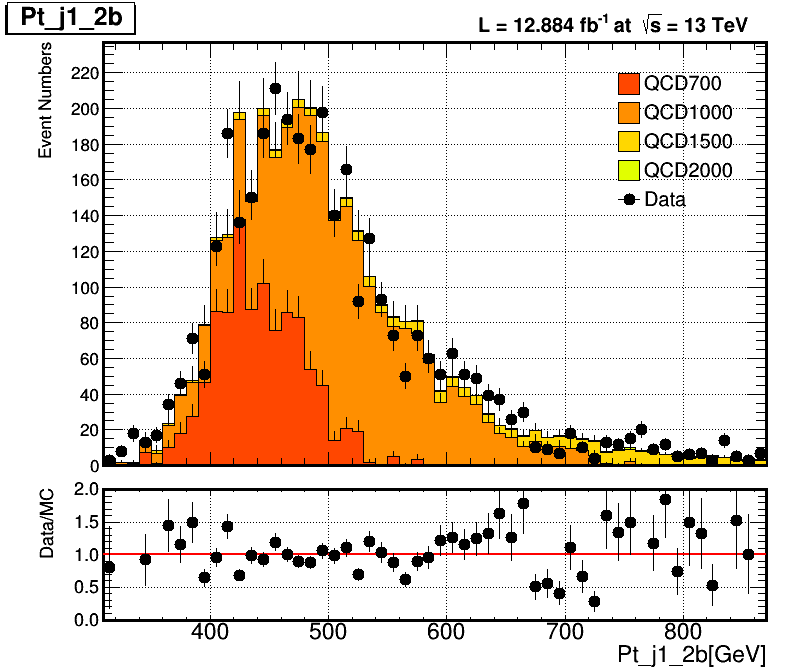 Pt_j1_2b
L = 12.884 fb⁻¹ at √s = 13 TeV
Event Numbers
220
200
180
160
140
120
100
80
60
40
20
0
QCD700
QCD1000
QCD1500
QCD2000
Data
Data/MC
2.0
1.5
1.0
0.5
0.0
400 500 600 700 800
Pt_j1_2b[GeV]